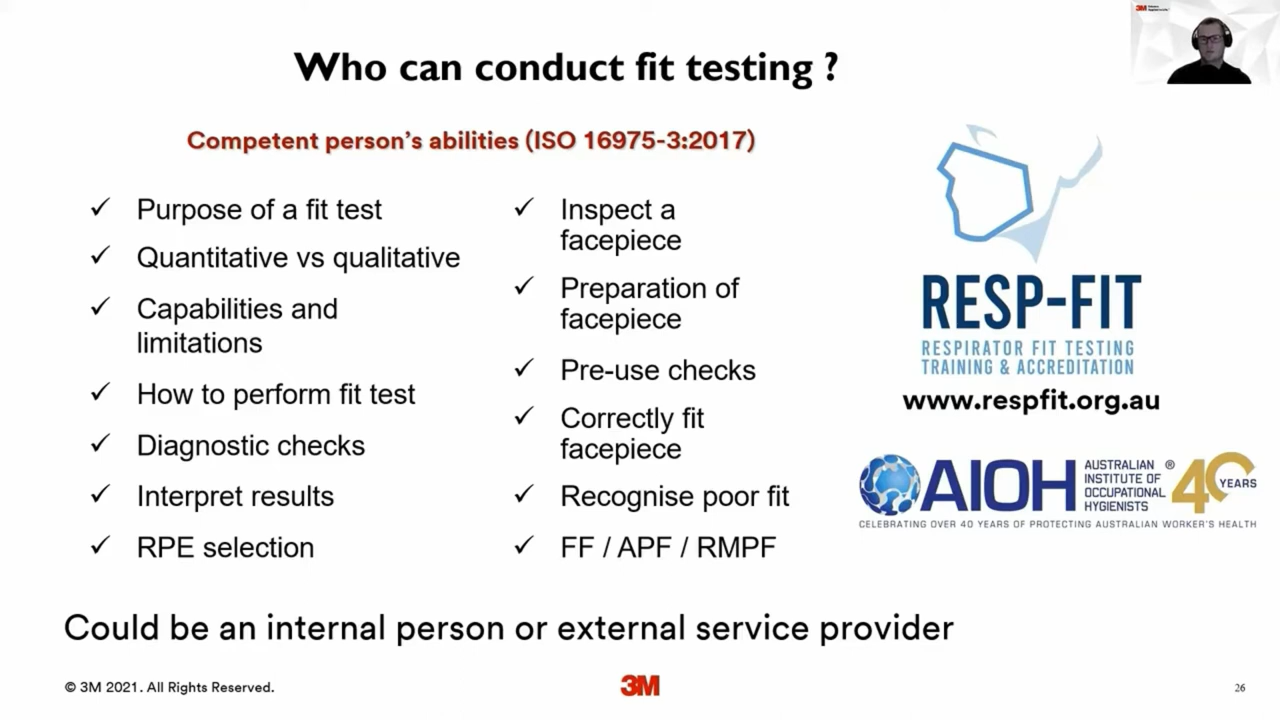 Who can conduct fit testing ?
Competent person's abilities (ISO 16975-3:2017)
✓ Purpose of a fit test
✓ Quantitative vs qualitative
✓ Capabilities and
limitations
✓ How to perform fit test
✓ Diagnostic checks
✓ Interpret results
✓ RPE selection
✓ Inspect a
facepiece
✓ Preparation of
facepiece
✓ Pre-use checks
✓ Correctly fit
facepiece
✓ Recognise poor fit
✓ FF / APF / RMPF
RESP-FIT
RESPIRATOR FIT TESTING
TRAINING & ACCREDITATION
www.respfit.org.au
AIOH
AUSTRALIAN ®
INSTITUTE OF
OCCUPATIONAL
HYGIENISTS
40 YEARS
CELEBRATING OVER 40 YEARS OF PROTECTING AUSTRALIAN WORKER'S HEALTH
Could be an internal person or external service provider
© 3M 2021. All Rights Reserved.
3M
26
3M